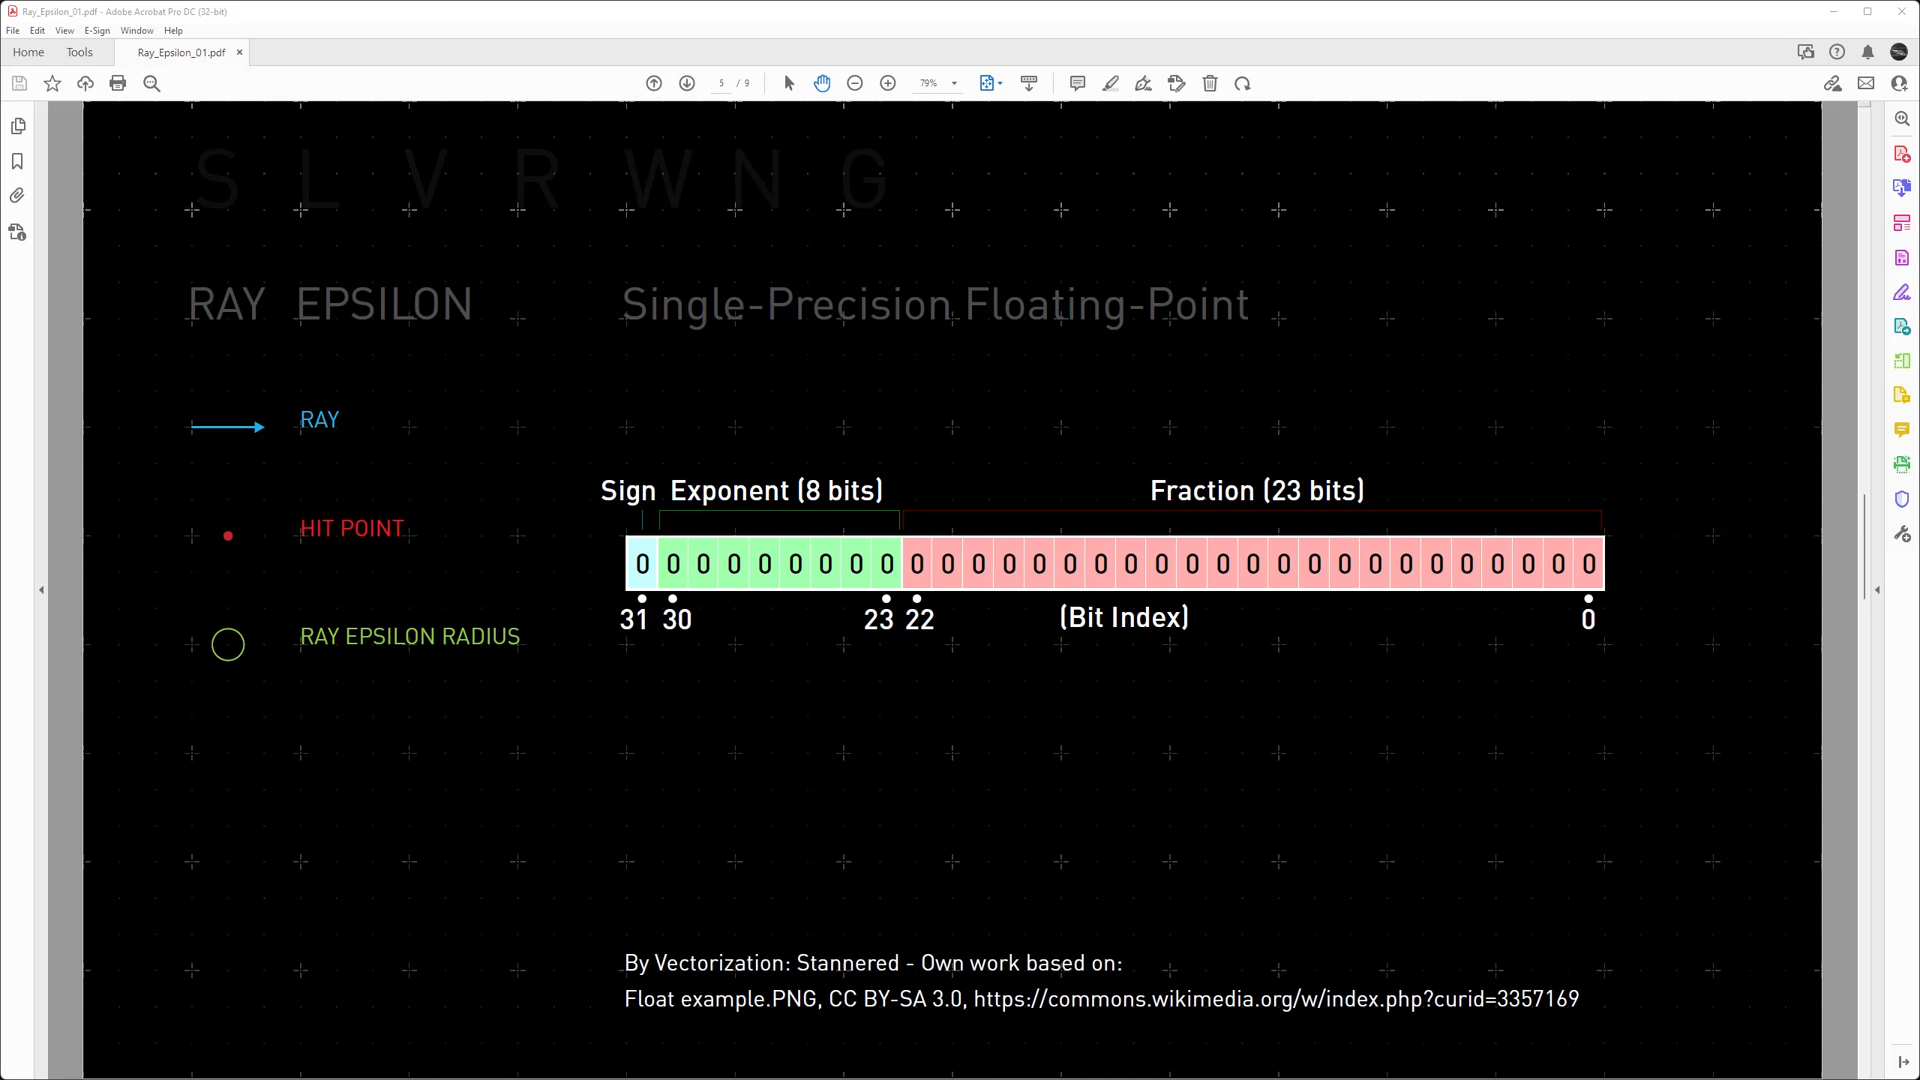 Ray_Epsilon_01.pdf - Adobe Acrobat Pro DC (32-bit)
File Edit View E-Sign Window Help
Home Tools Ray_Epsilon_01.pdf ×
5 / 9 79%
S L V R W N G
RAY EPSILON Single-Precision Floating-Point
RAY
Sign Exponent (8 bits) Fraction (23 bits)
HIT POINT
0 0 0 0 0 0 0 0 0 0 0 0 0 0 0 0 0 0 0 0 0 0 0 0 0 0 0 0 0 0 0 0
31 30 23 22 (Bit Index) 0
RAY EPSILON RADIUS
By Vectorization: Stannered - Own work based on:
Float example.PNG, CC BY-SA 3.0, https://commons.wikimedia.org/w/index.php?curid=3357169